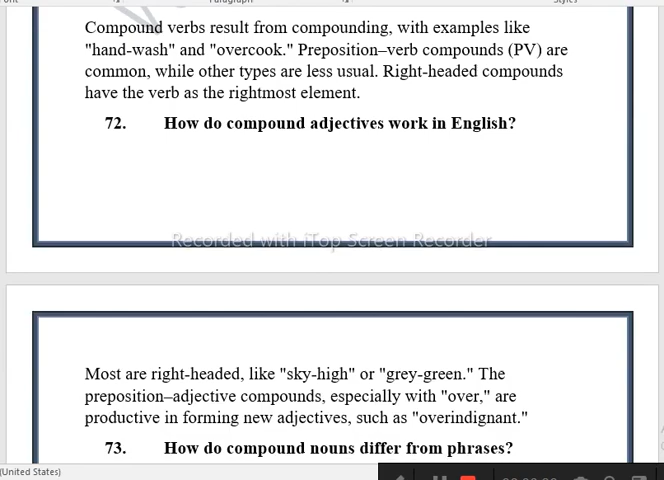 Paragraph
Styles
Compound verbs result from compounding, with examples like
"hand-wash" and "overcook." Preposition–verb compounds (PV) are
common, while other types are less usual. Right-headed compounds
have the verb as the rightmost element.
72. How do compound adjectives work in English?
Recorded with iTop Screen Recorder
Most are right-headed, like "sky-high" or "grey-green." The
preposition–adjective compounds, especially with "over," are
productive in forming new adjectives, such as "overindignant."
73. How do compound nouns differ from phrases?
(United States)